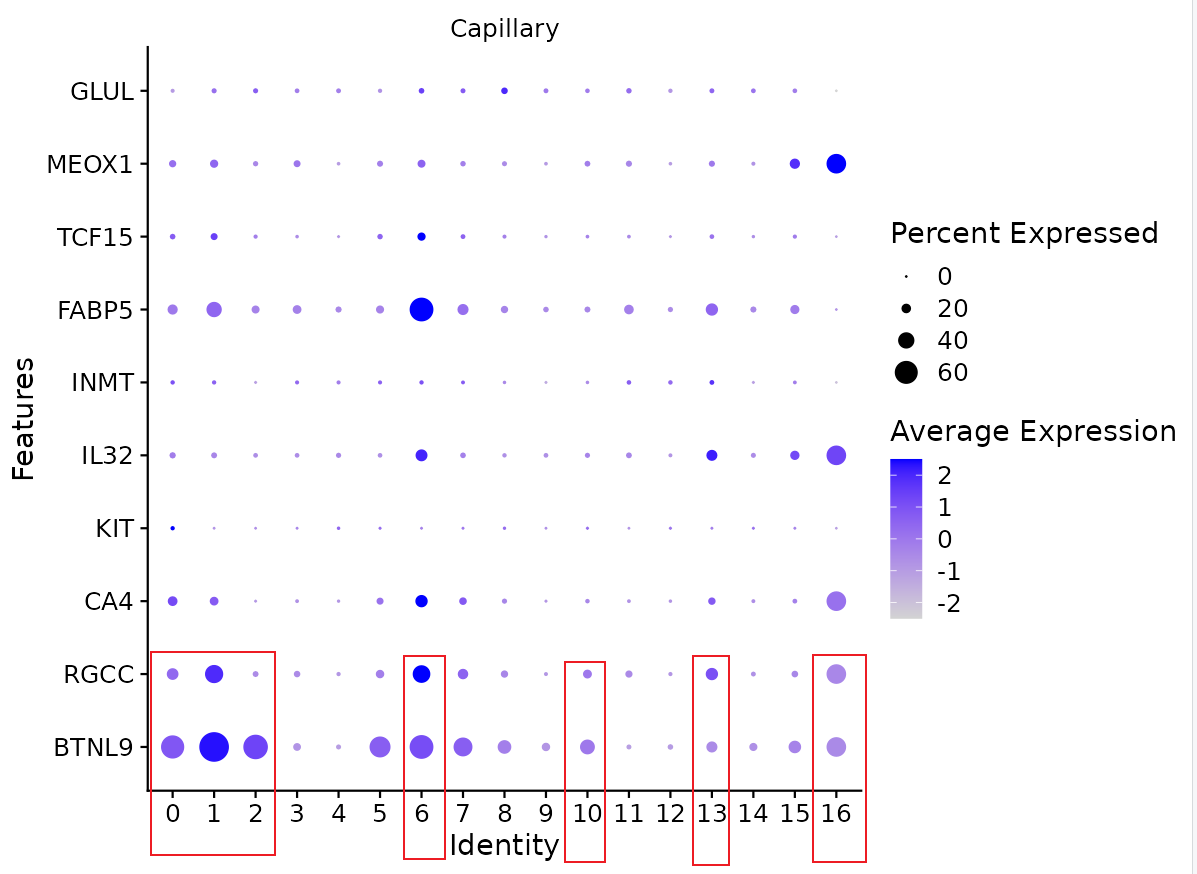 Capillary
GLUL
MEOX1
TCF15
FABP5
INMT
IL32
KIT
CA4
RGCC
BTNL9
Features
0 1 2 3 4 5 6 7 8 9 10 11 12 13 14 15 16
Identity
Percent Expressed
0
20
40
60
Average Expression
2
1
0
-1
-2